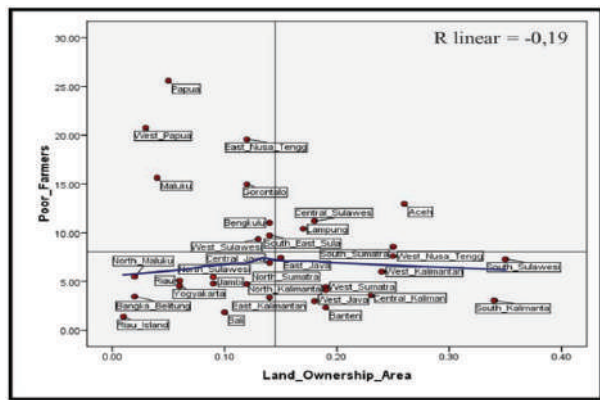 R linear = -0,19
30.00
25.00
20.00
15.00
10.00
5.00
0.00
Poor_Farmers
Papua
West_Papua
East_Nusa_Tengg
Maluku
Gorontalo
Aceh
Central_Sulawes
Bengkulu
Lampung
West_Sulawesi
South_East_Sula
Central_Java
South_Sumatra
West_Nusa_Tengg
North_Maluku
North_Sulawesi
East_Java
South_Sulawesi
West_Kalimantan
Riau
Jambi
North_Sumatra
Yogyakarta
North_Kalimanta
West_Sumatra
Bangka_Belitung
East_Kalimantan
West_Java
Central_Kaliman
South_Kalimanta
Riau_Island
Bali
Banten
0.00
0.10
0.20
0.30
0.40
Land_Ownership_Area